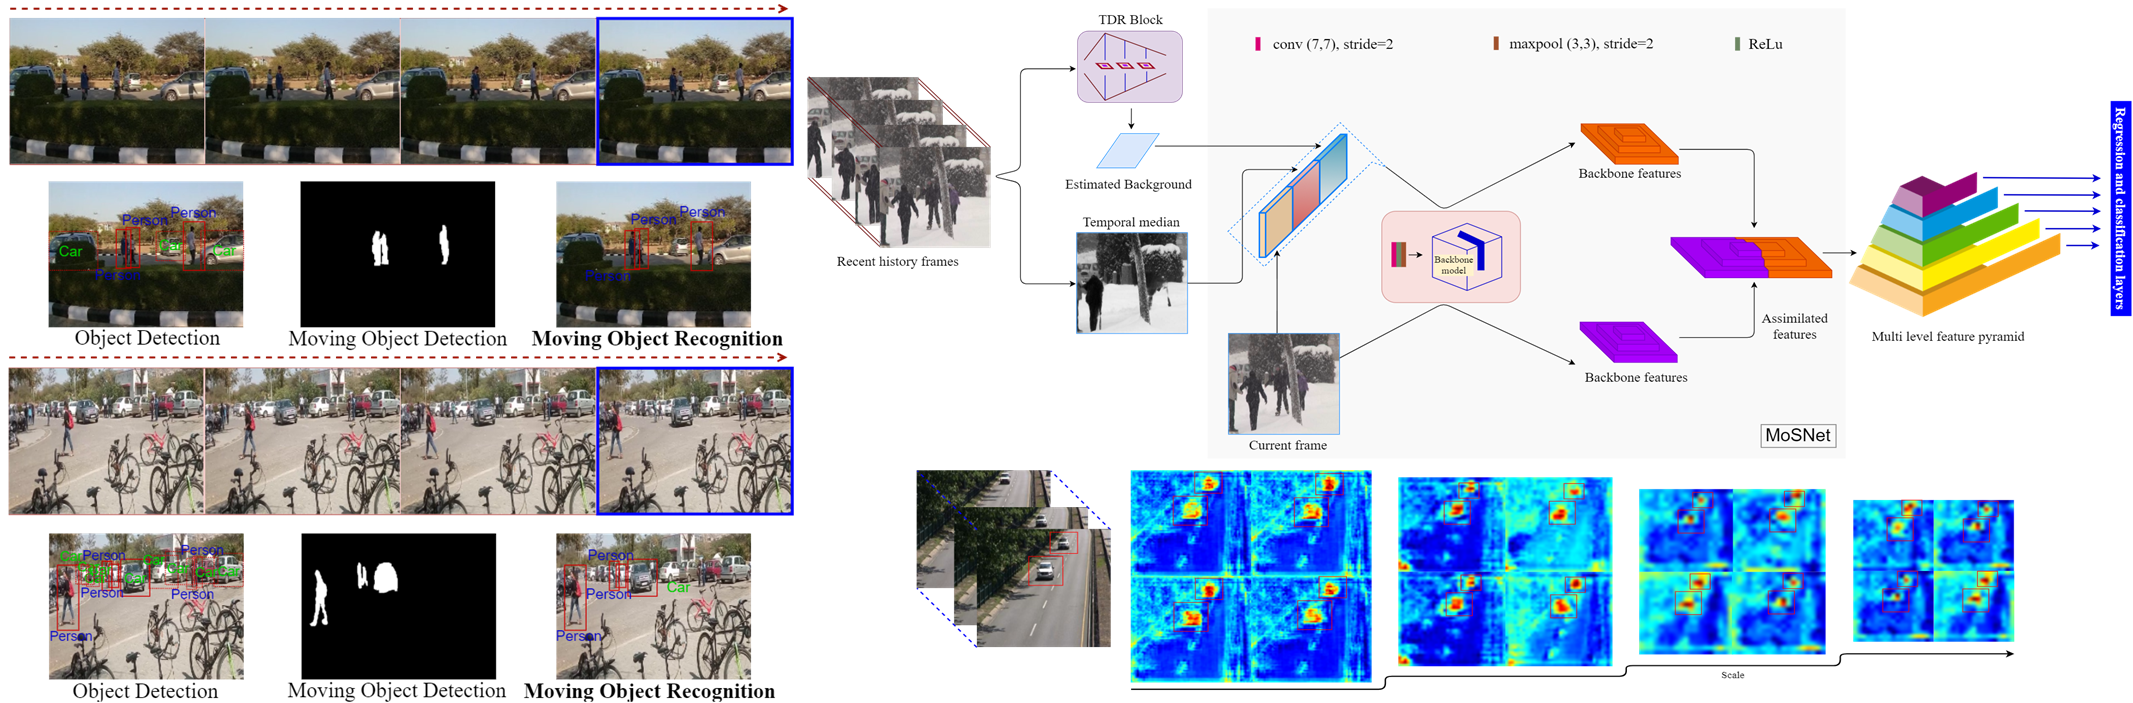 Person
Person
Car
Car
Car
Person
Object Detection
Moving Object Detection
Person
Person
Person
Moving Object Recognition
Car
Person
Car
Person
Car
Car
Car
Car
Person
Person
Person
Object Detection
Moving Object Detection
Person
Car
Person
Person
Moving Object Recognition
TDR Block
conv (7,7), stride=2
maxpool (3,3), stride=2
ReLu
Estimated Background
Recent history frames
Temporal median
Backbone
model
Backbone features
Backbone features
Assimilated
features
Current frame
MoSNet
Multi level feature pyramid
Regression and classification layers
Scale